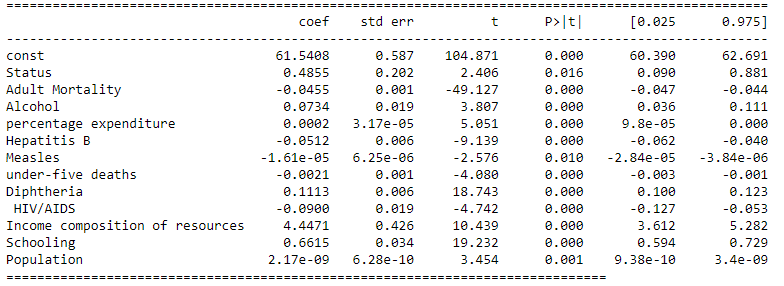 coef std err t P>|t| [0.025 0.975]
const 61.5408 0.587 104.871 0.000 60.390 62.691
Status 0.4855 0.202 2.406 0.016 0.090 0.881
Adult Mortality -0.0455 0.001 -49.127 0.000 -0.047 -0.044
Alcohol 0.0734 0.019 3.807 0.000 0.036 0.111
percentage expenditure 0.0002 3.17e-05 5.051 0.000 9.8e-05 0.000
Hepatitis B -0.0512 0.006 -9.139 0.000 -0.062 -0.040
Measles -1.61e-05 6.25e-06 -2.576 0.010 -2.84e-05 -3.84e-06
under-five deaths -0.0021 0.001 -4.080 0.000 -0.003 -0.001
Diphtheria 0.1113 0.006 18.743 0.000 0.100 0.123
HIV/AIDS -0.0900 0.019 -4.742 0.000 -0.127 -0.053
Income composition of resources 4.4471 0.426 10.439 0.000 3.612 5.282
Schooling 0.6615 0.034 19.232 0.000 0.594 0.729
Population 2.17e-09 6.28e-10 3.454 0.001 9.38e-10 3.4e-09